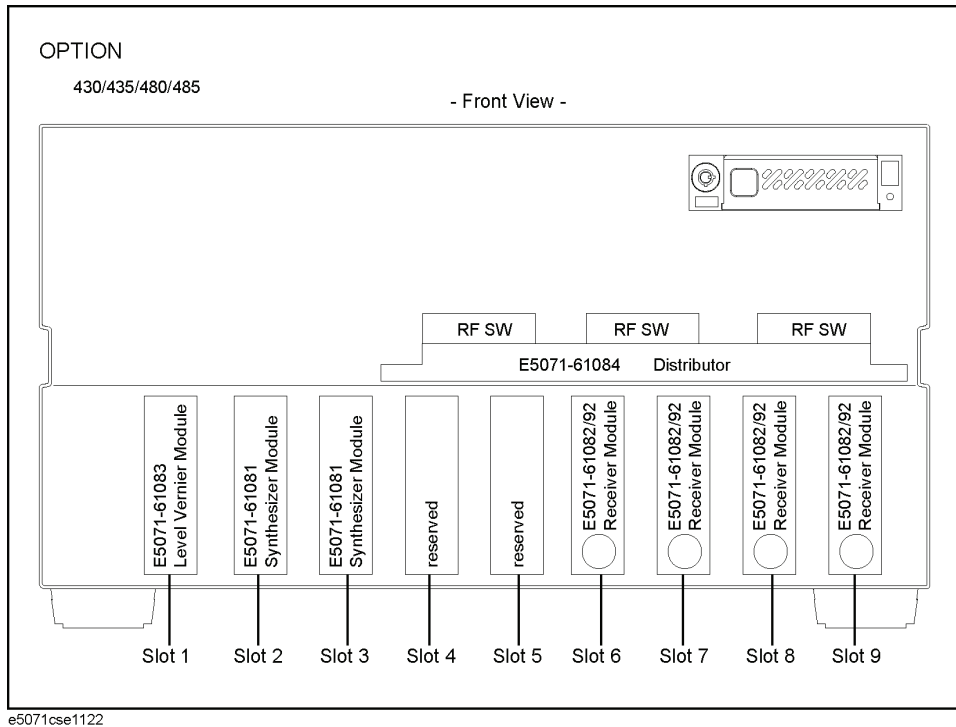 OPTION
430/435/480/485
- Front View -
RF SW
RF SW
RF SW
E5071-61084 Distributor
E5071-61083
Level Vernier Module
E5071-61081
Synthesizer Module
E5071-61081
Synthesizer Module
reserved
reserved
E5071-61082/92
Receiver Module
E5071-61082/92
Receiver Module
E5071-61082/92
Receiver Module
E5071-61082/92
Receiver Module
Slot 1
Slot 2
Slot 3
Slot 4
Slot 5
Slot 6
Slot 7
Slot 8
Slot 9
e5071cse1122